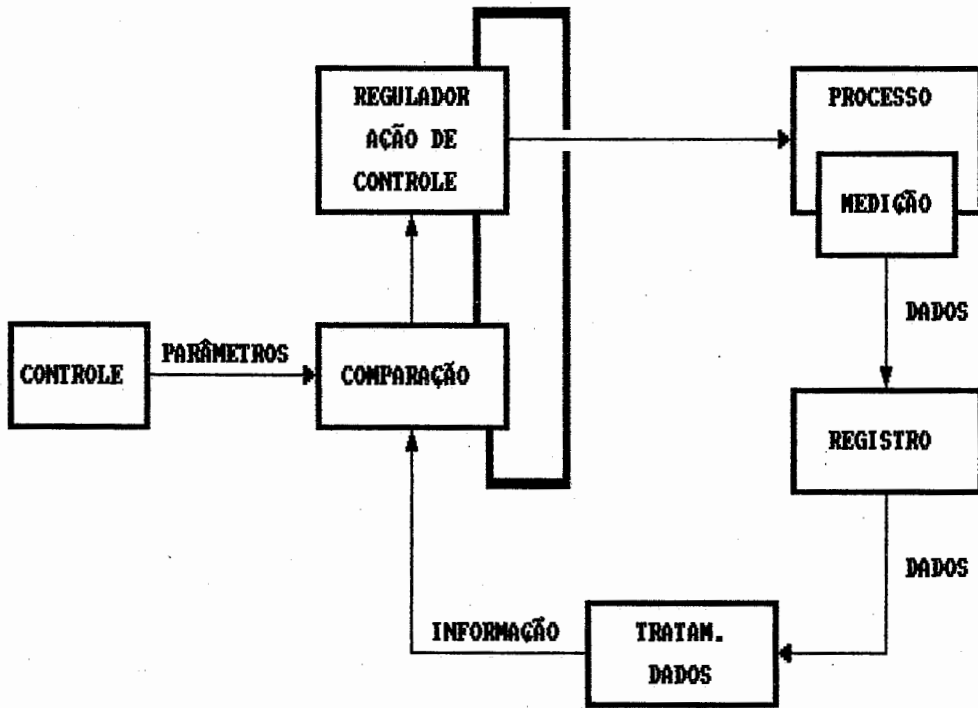 REGULADOR
AÇÃO DE
CONTROLE
PROCESSO
MEDIÇÃO
DADOS
CONTROLE
PARÂMETROS
COMPARAÇÃO
REGISTRO
DADOS
INFORMAÇÃO
TRATAM.
DADOS